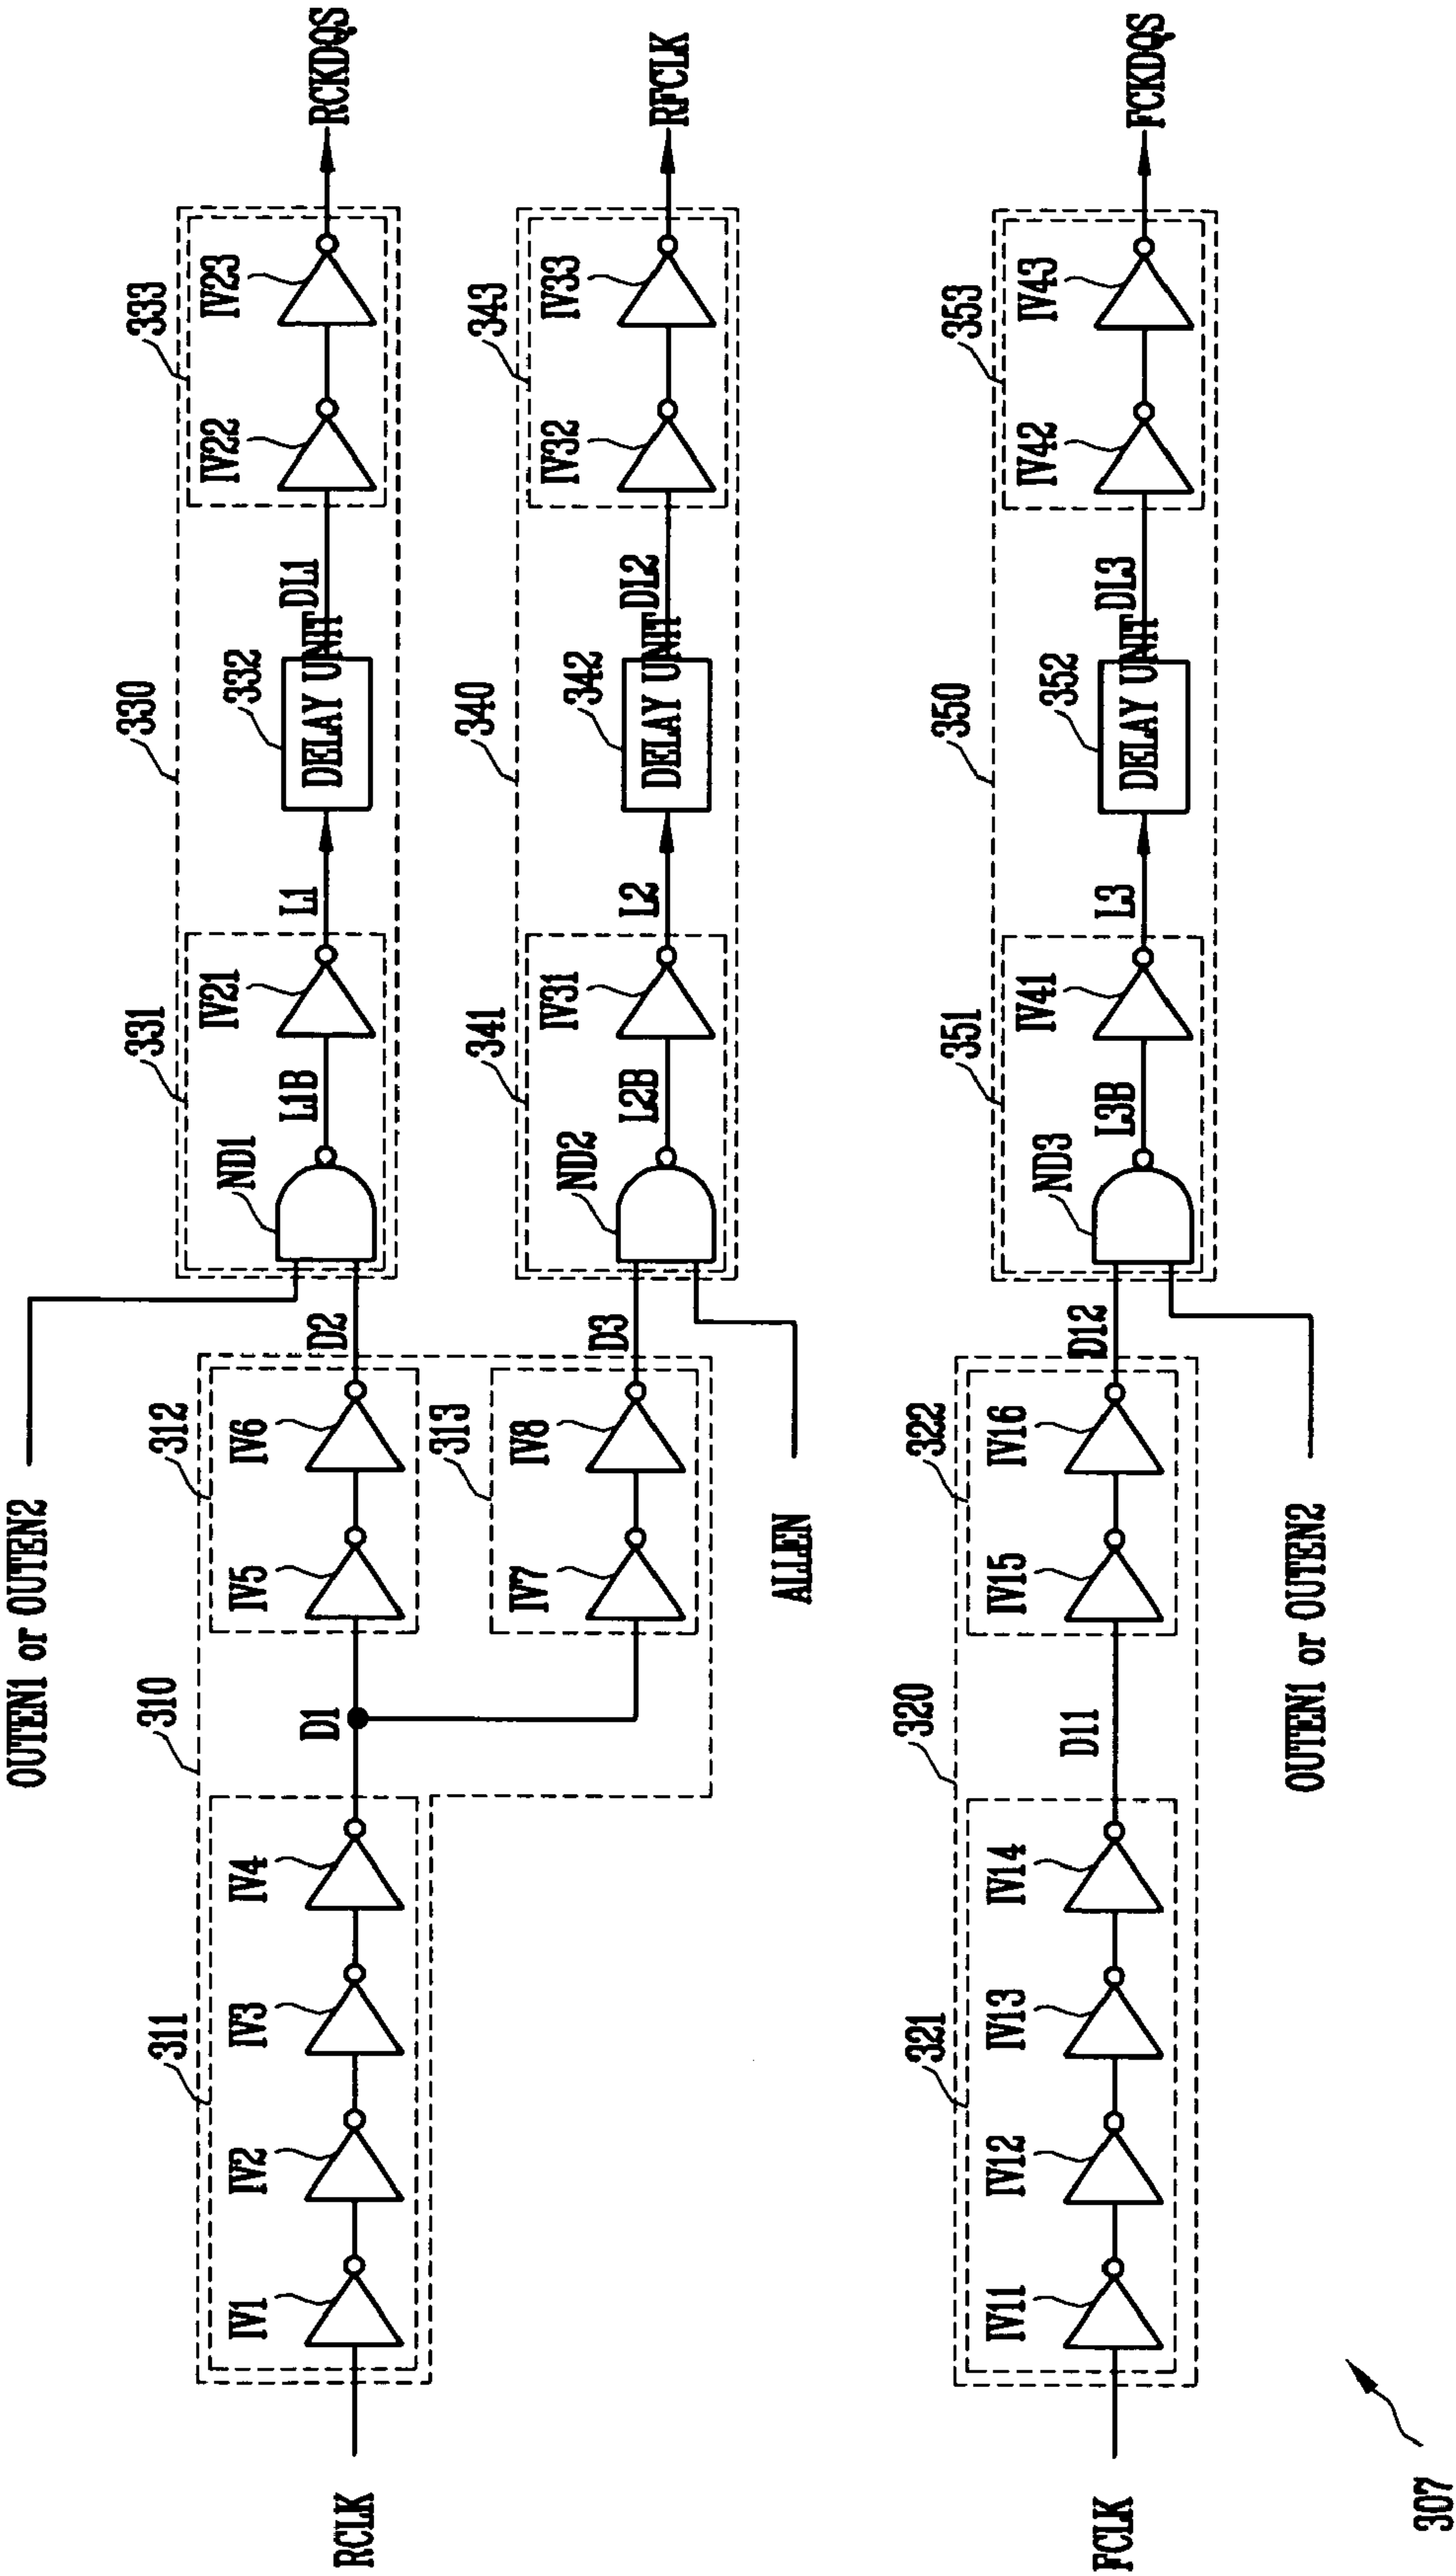 OUTEN1 or OUTEN2
310
311
IV1
IV2
IV3
IV4
D1
312
IV5
IV6
D2
330
331
ND1
L1B
IV21
L1
332
DELAY UNIT
DL1
333
IV22
IV23
RCKDQS
RCLK
313
IV7
IV8
D3
340
341
ND2
L2B
IV31
L2
342
DELAY UNIT
DL2
343
IV32
IV33
RFCLK
ALLEN
320
321
IV11
IV12
IV13
IV14
D11
322
IV15
IV16
D12
350
351
ND3
L3B
IV41
L3
352
DELAY UNIT
DL3
353
IV42
IV43
FCKDQS
FCLK
OUTEN1 or OUTEN2
307